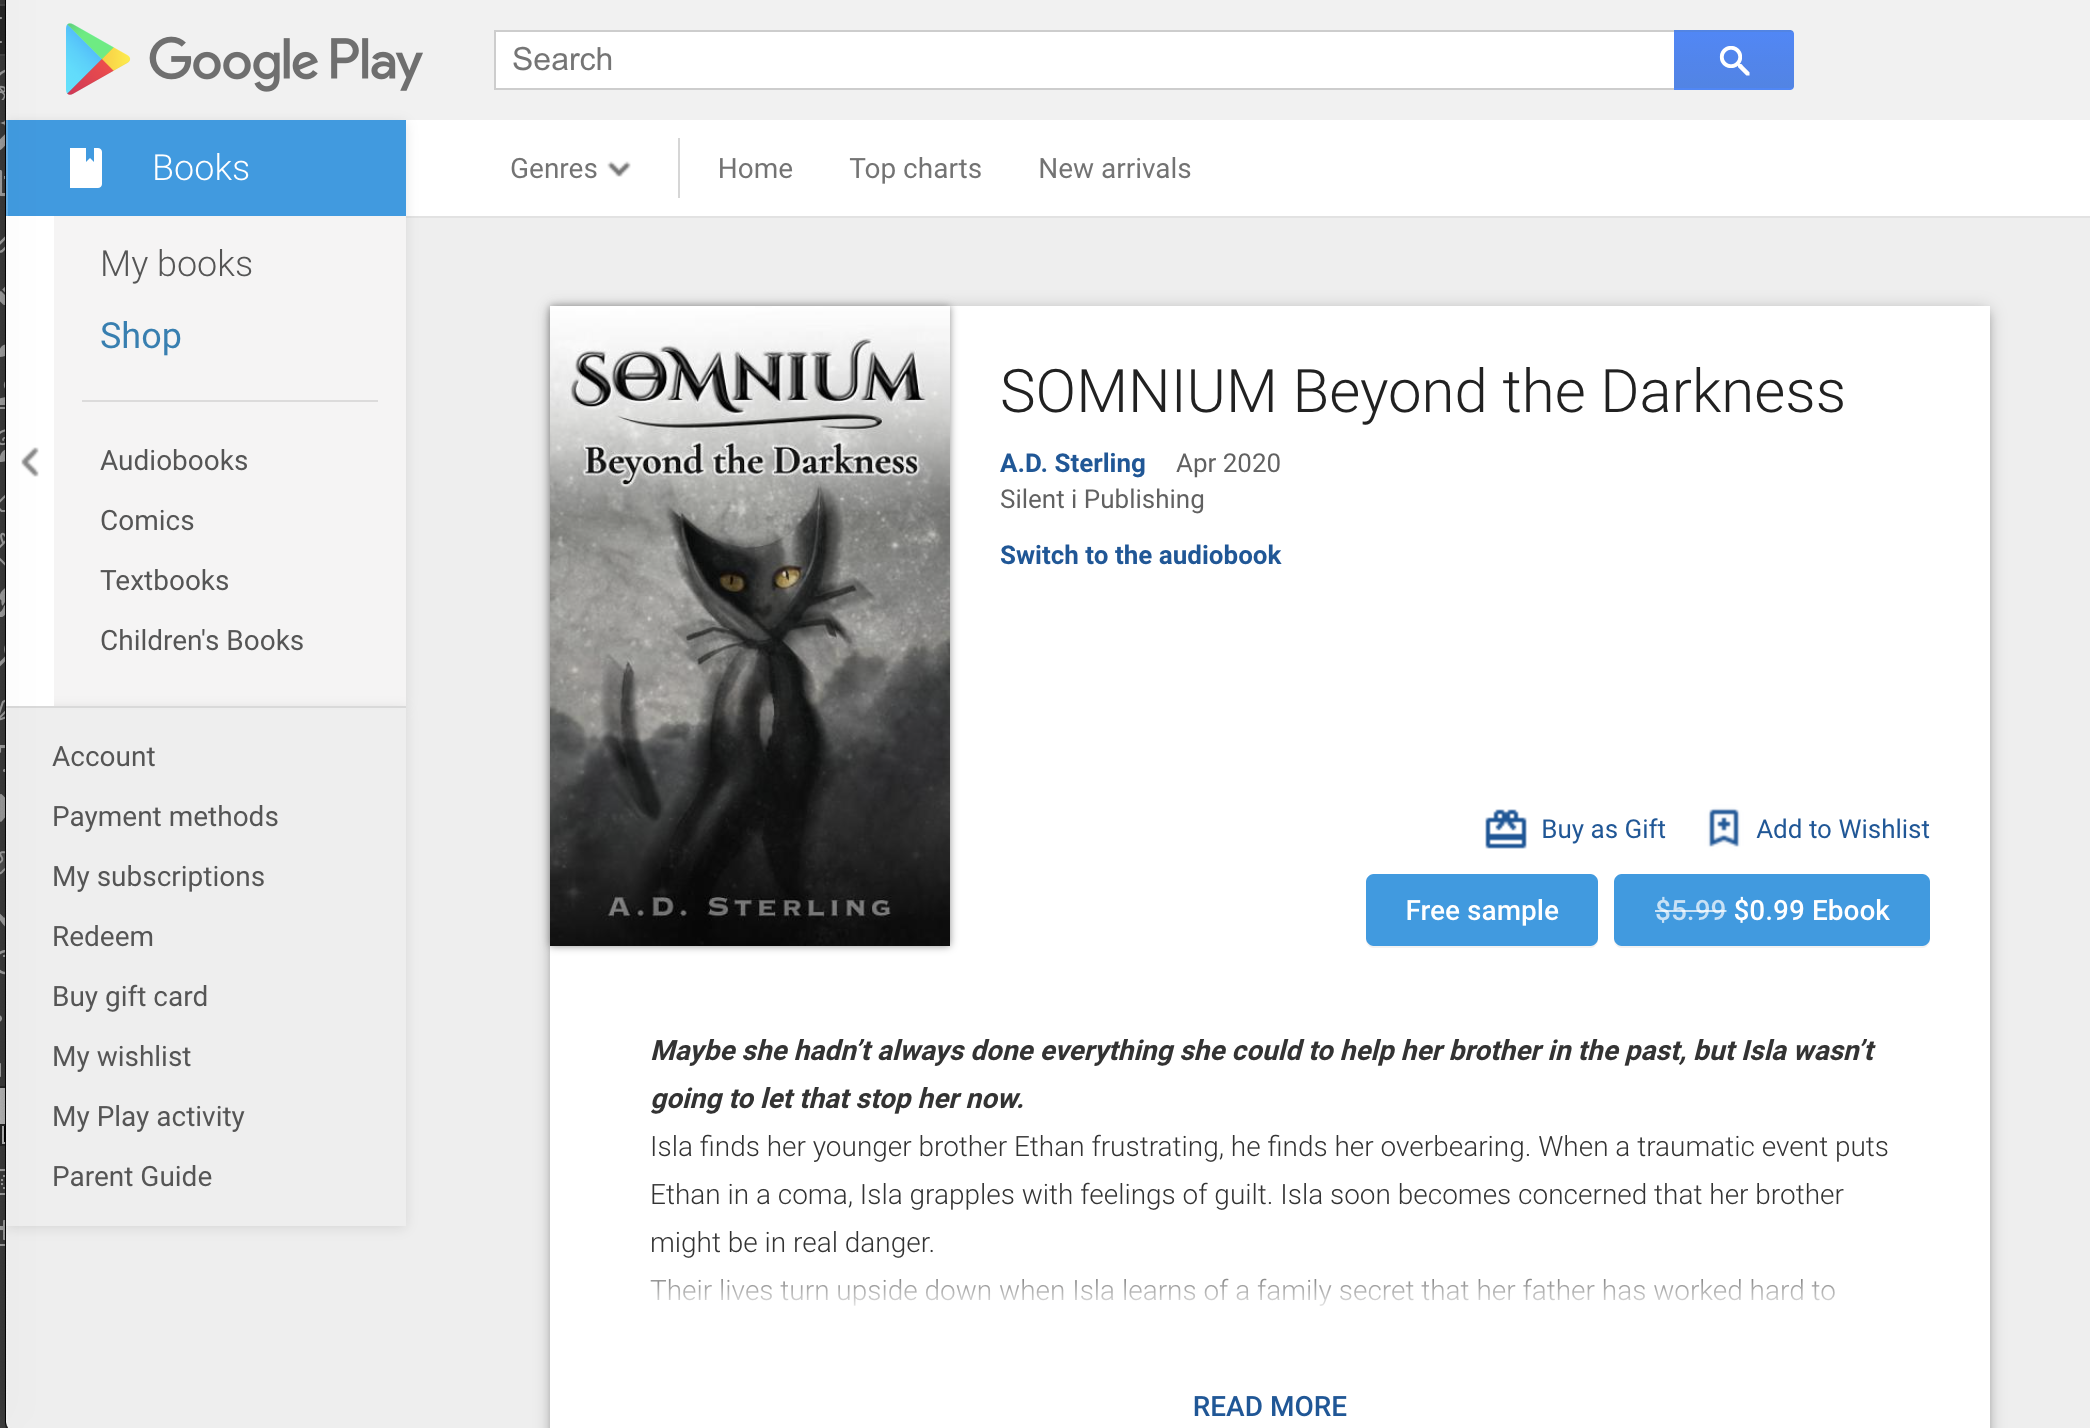 Google Play
Search
Books
Genres
Home
Top charts
New arrivals
My books
Shop
Audiobooks
Comics
Textbooks
Children's Books
Account
Payment methods
My subscriptions
Redeem
Buy gift card
My wishlist
My Play activity
Parent Guide
SOMNIUM
Beyond the Darkness
A.D. STERLING
SOMNIUM Beyond the Darkness
A.D. Sterling Apr 2020
Silent i Publishing
Switch to the audiobook
Buy as Gift
Add to Wishlist
Free sample
$5.99 $0.99 Ebook
Maybe she hadn’t always done everything she could to help her brother in the past, but Isla wasn’t
going to let that stop her now.
Isla finds her younger brother Ethan frustrating, he finds her overbearing. When a traumatic event puts
Ethan in a coma, Isla grapples with feelings of guilt. Isla soon becomes concerned that her brother
might be in real danger.
Their lives turn upside down when Isla learns of a family secret that her father has worked hard to
READ MORE